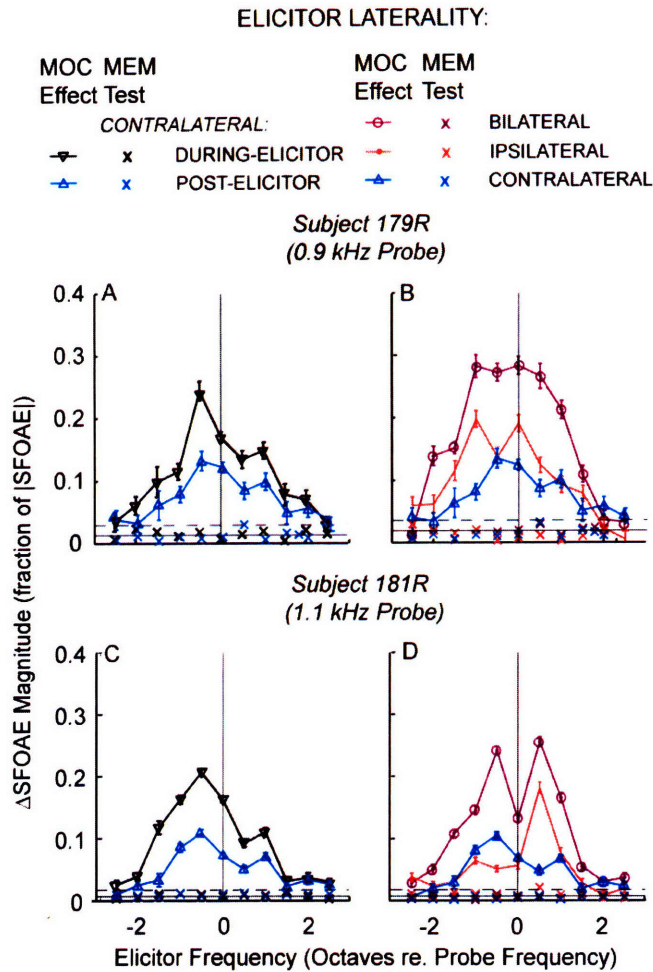 ELICITOR LATERALITY:
MOC MEM
Effect Test
CONTRALATERAL:
DURING-ELICITOR
POST-ELICITOR
MOC MEM
Effect Test
BILATERAL
IPSILATERAL
CONTRALATERAL
Subject 179R
(0.9 kHz Probe)
A
B
0.4
0.3
0.2
0.1
0
Subject 181R
(1.1 kHz Probe)
C
D
0.4
0.3
0.2
0.1
0
-2 0 2
-2 0 2
ΔSFOAE Magnitude (fraction of |SFOAE|)
Elicitor Frequency (Octaves re. Probe Frequency)